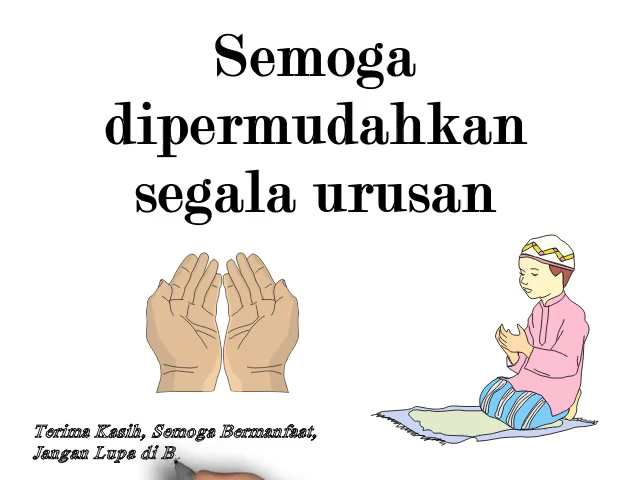 Semoga
dipermudahkan
segala urusan
Terima Kasih, Semoga Bermanfaat,
Jangan Lupa di B